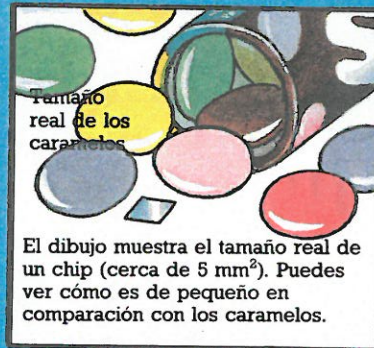 Tamaño
real de los
caramelos
El dibujo muestra el tamaño real de
un chip (cerca de 5 mm²). Puedes
ver cómo es de pequeño en
comparación con los caramelos.